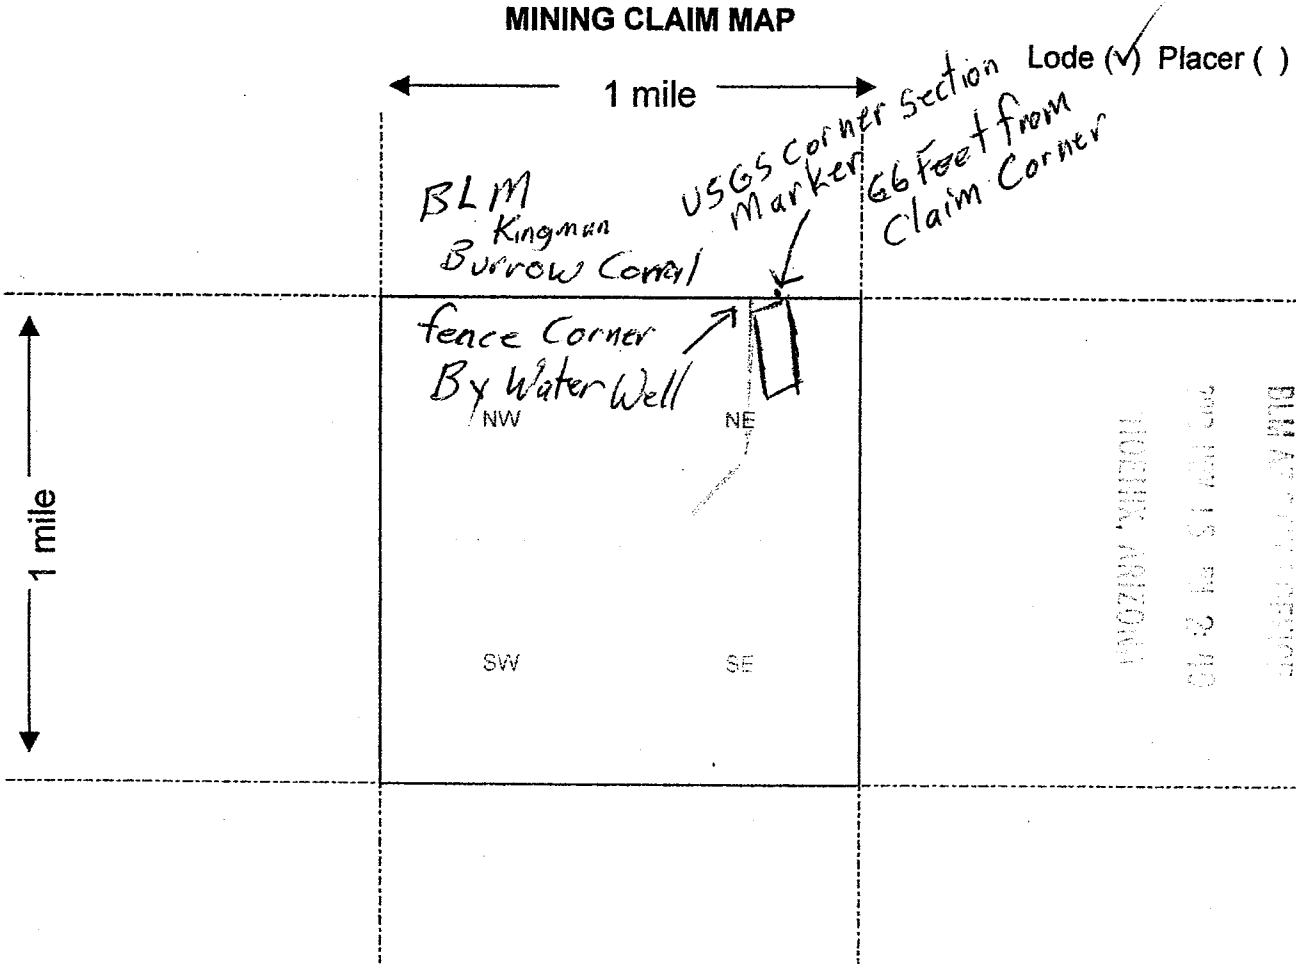 MINING CLAIM MAP
Lode (✓) Placer ( )
1 mile
USGS Corner Section
Marker
66 Feet from
Claim Corner
BLM
Kingman
Burrow Corral
fence Corner
By Water Well
NW
NE
1 mile
SW
SE
PHOENIX, ARIZONA